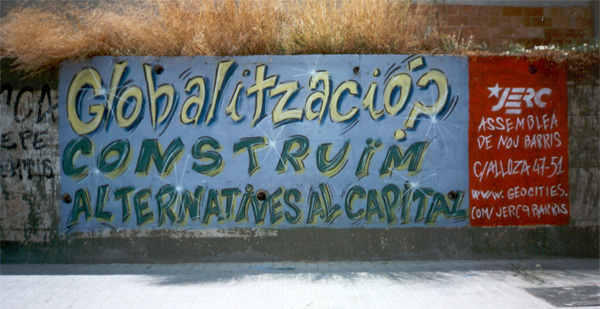 Globalització?
CONSTRUÏM
ALTERNATIVES AL CAPITAL
JERC
ASSEMBLEA
DE NOU BARRIS
C/ALLOZA 47-51
WWW.GEOCITIES.
COM/JERC9BARRIS